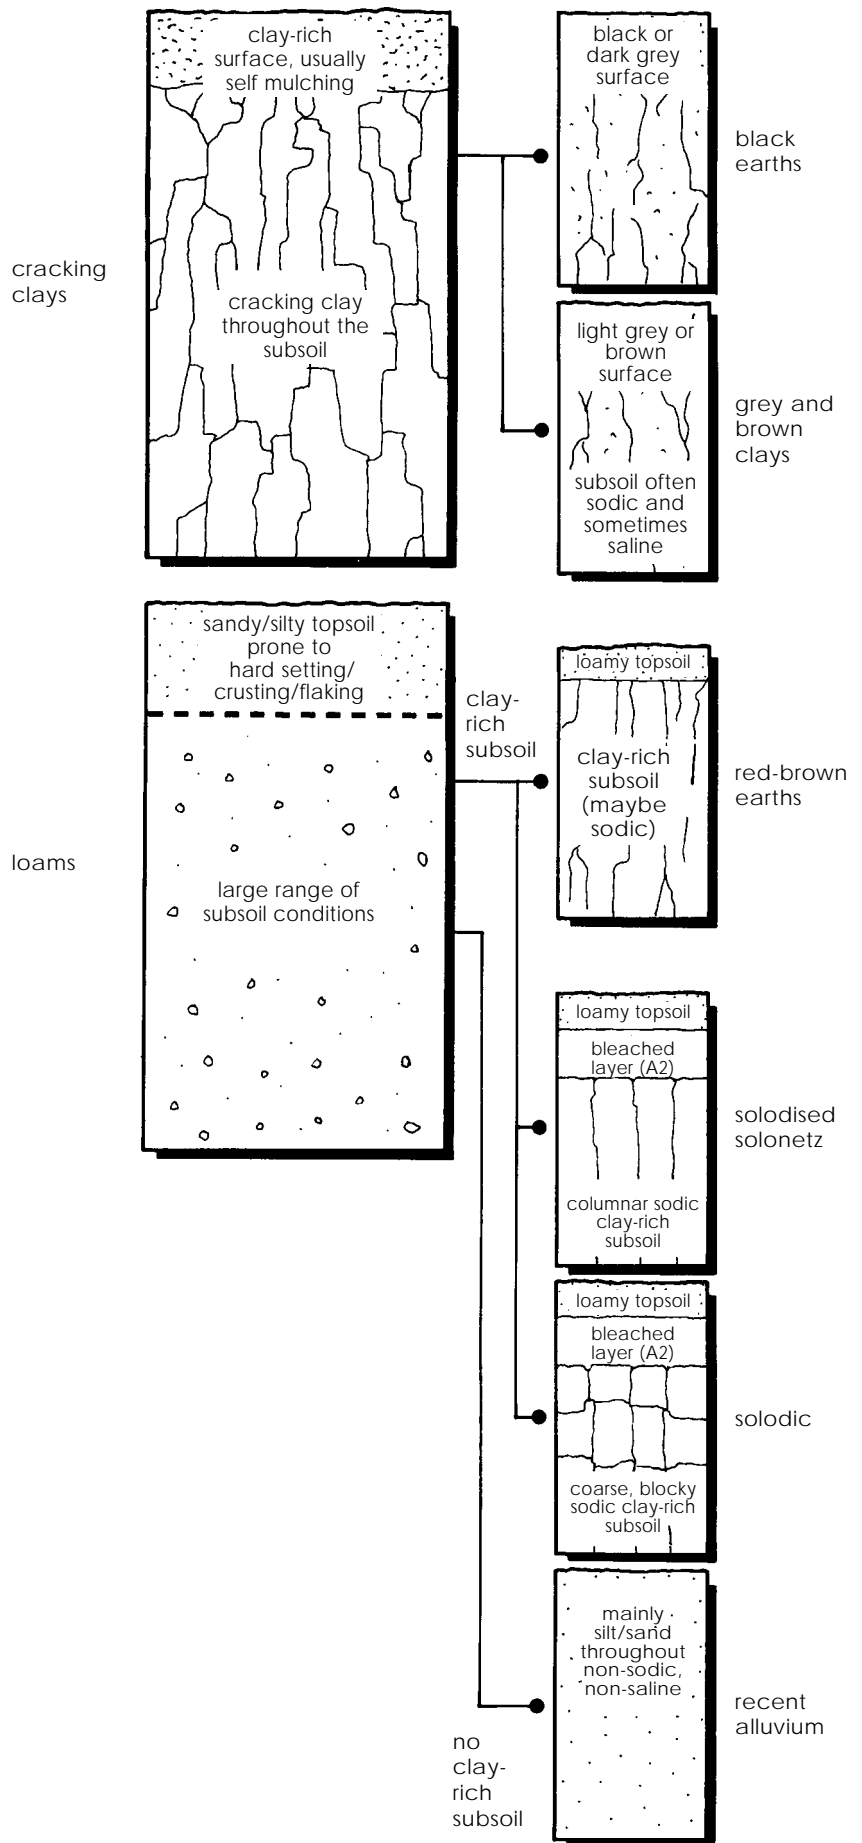 cracking
clays
clay-rich
surface, usually
self mulching
cracking clay
throughout the
subsoil
black or
dark grey
surface
black
earths
light grey or
brown
surface
subsoil often
sodic and
sometimes
saline
grey and
brown
clays
loams
sandy/silty topsoil
prone to
hard setting/
crusting/flaking
large range of
subsoil conditions
clay-
rich
subsoil
loamy topsoil
clay-rich
subsoil
(maybe
sodic)
red-brown
earths
loamy topsoil
bleached
layer (A2)
columnar sodic
clay-rich
subsoil
solodised
solonetz
loamy topsoil
bleached
layer (A2)
coarse, blocky
sodic clay-rich
subsoil
solodic
no
clay-
rich
subsoil
mainly
silt/sand
throughout
non-sodic,
non-saline
recent
alluvium